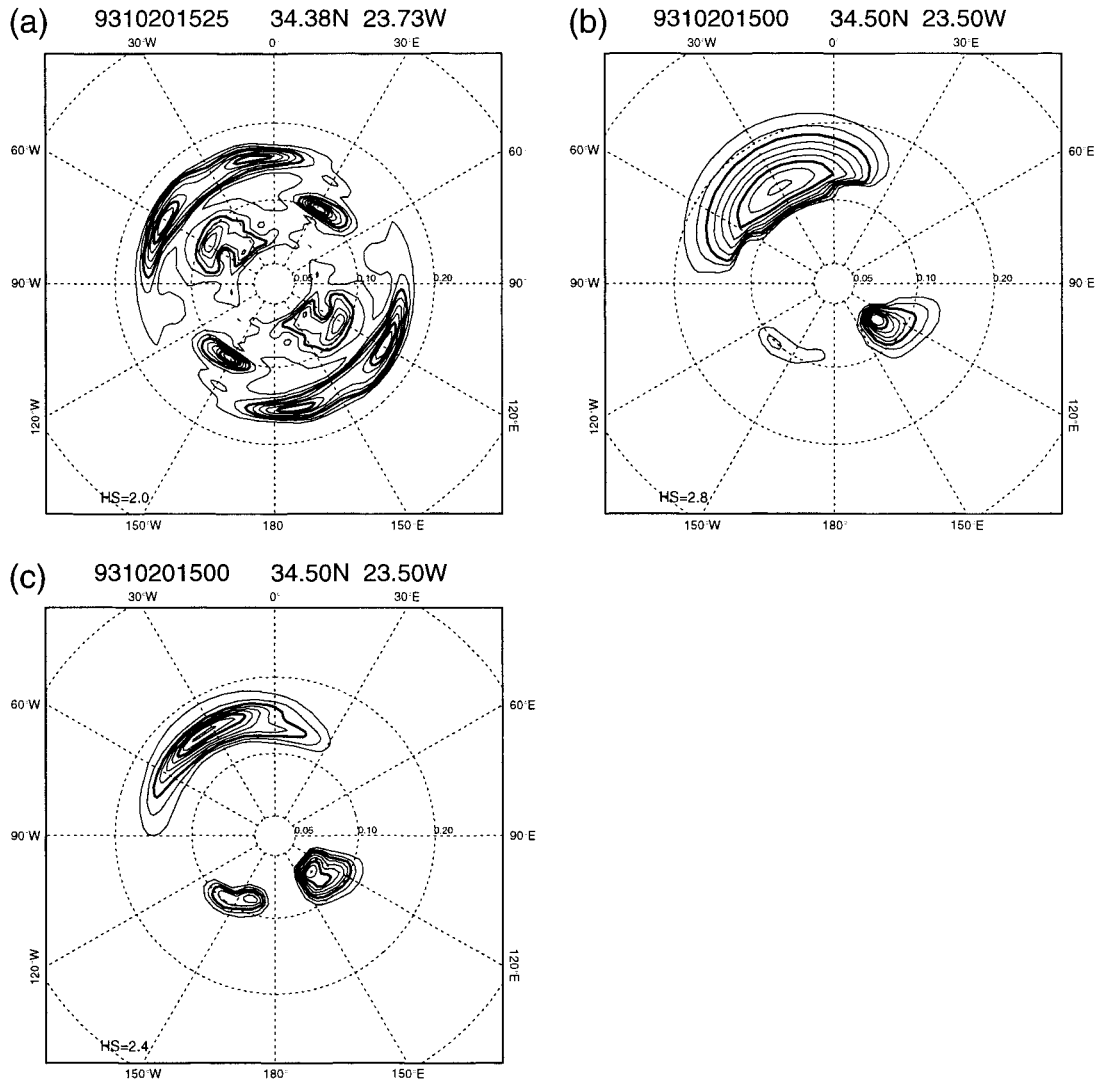 (a) 9310201525 34.38N 23.73W
30°W 0° 30°E
60°W 60°
0.05 0.10 0.20
90°W 90°
120°W 120°E
HS=2.0
150°W 180 150°E
(b) 9310201500 34.50N 23.50W
30°W 0° 30°E
60°W 60°
0.05 0.10 0.20
90°W 90°
120°W 120°E
HS=2.8
150°W 180° 150°E
(c) 9310201500 34.50N 23.50W
30°W 0° 30°E
60°W 60°E
0.05 0.10 0.20
90°W 90°E
120°W 120°E
HS=2.4
150°W 180° 150°E